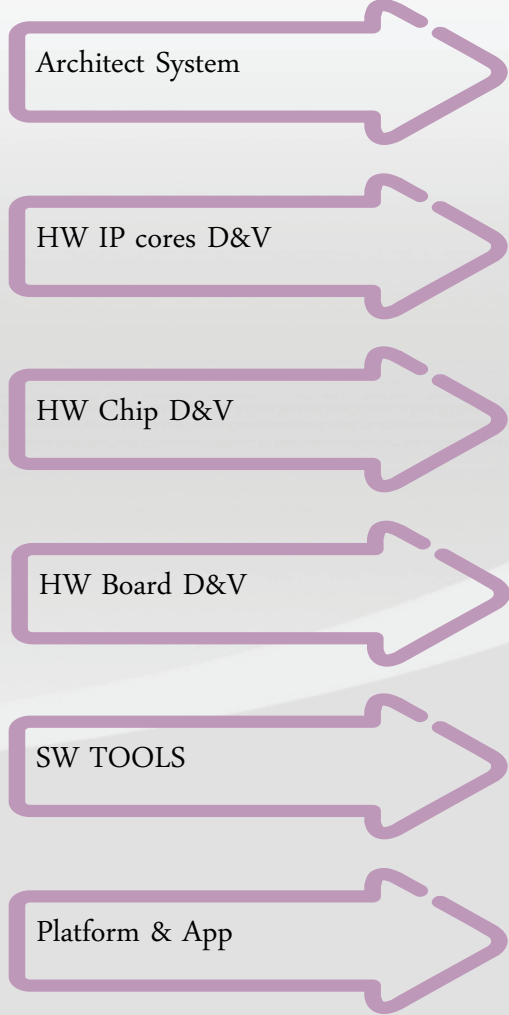 Architect System
HW IP cores D&V
HW Chip D&V
HW Board D&V
SW TOOLS
Platform & App